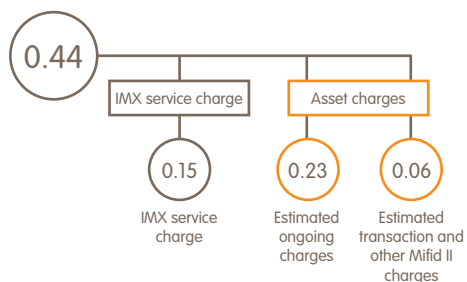 0.44
IMX service charge
Asset charges
0.15
0.23
0.06
IMX service
charge
Estimated
ongoing
charges
Estimated
transaction and
other Mifid II
charges